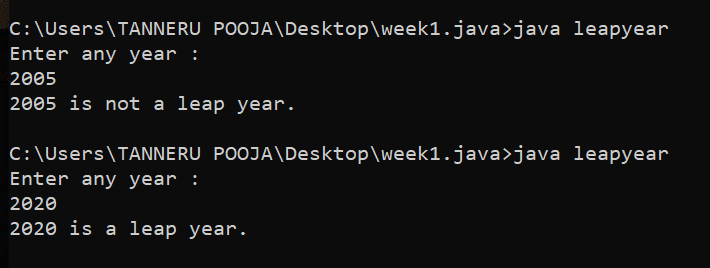 C:\Users\TANNERU POOJA\Desktop\week1.java>java leapyear
Enter any year :
2005
2005 is not a leap year.
C:\Users\TANNERU POOJA\Desktop\week1.java>java leapyear
Enter any year :
2020
2020 is a leap year.